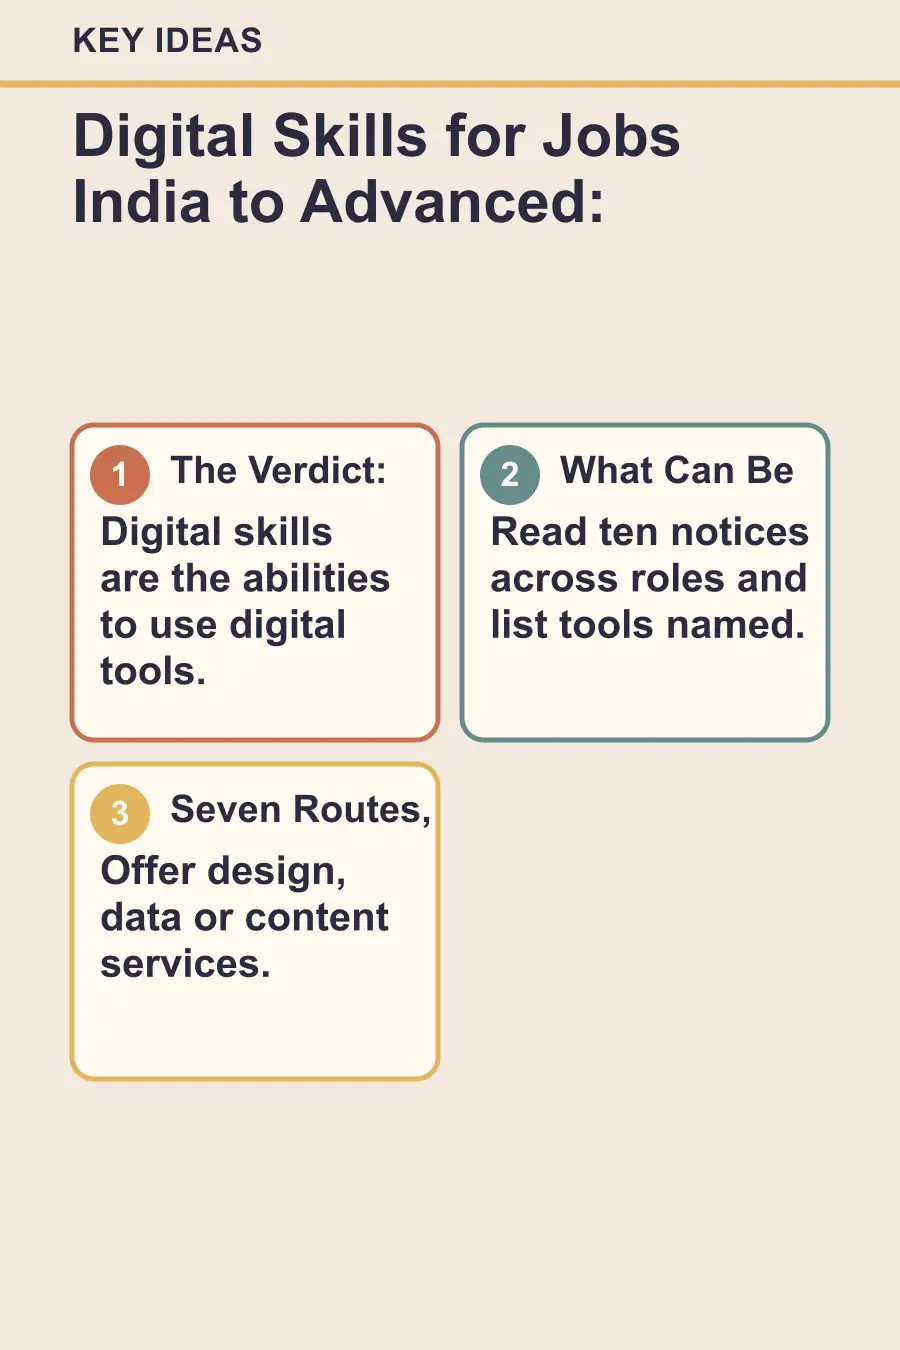 KEY IDEAS
Digital Skills for Jobs
India to Advanced:
1 The Verdict:
Digital skills
are the abilities
to use digital
tools.
2 What Can Be
Read ten notices
across roles and
list tools named.
3 Seven Routes,
Offer design,
data or content
services.